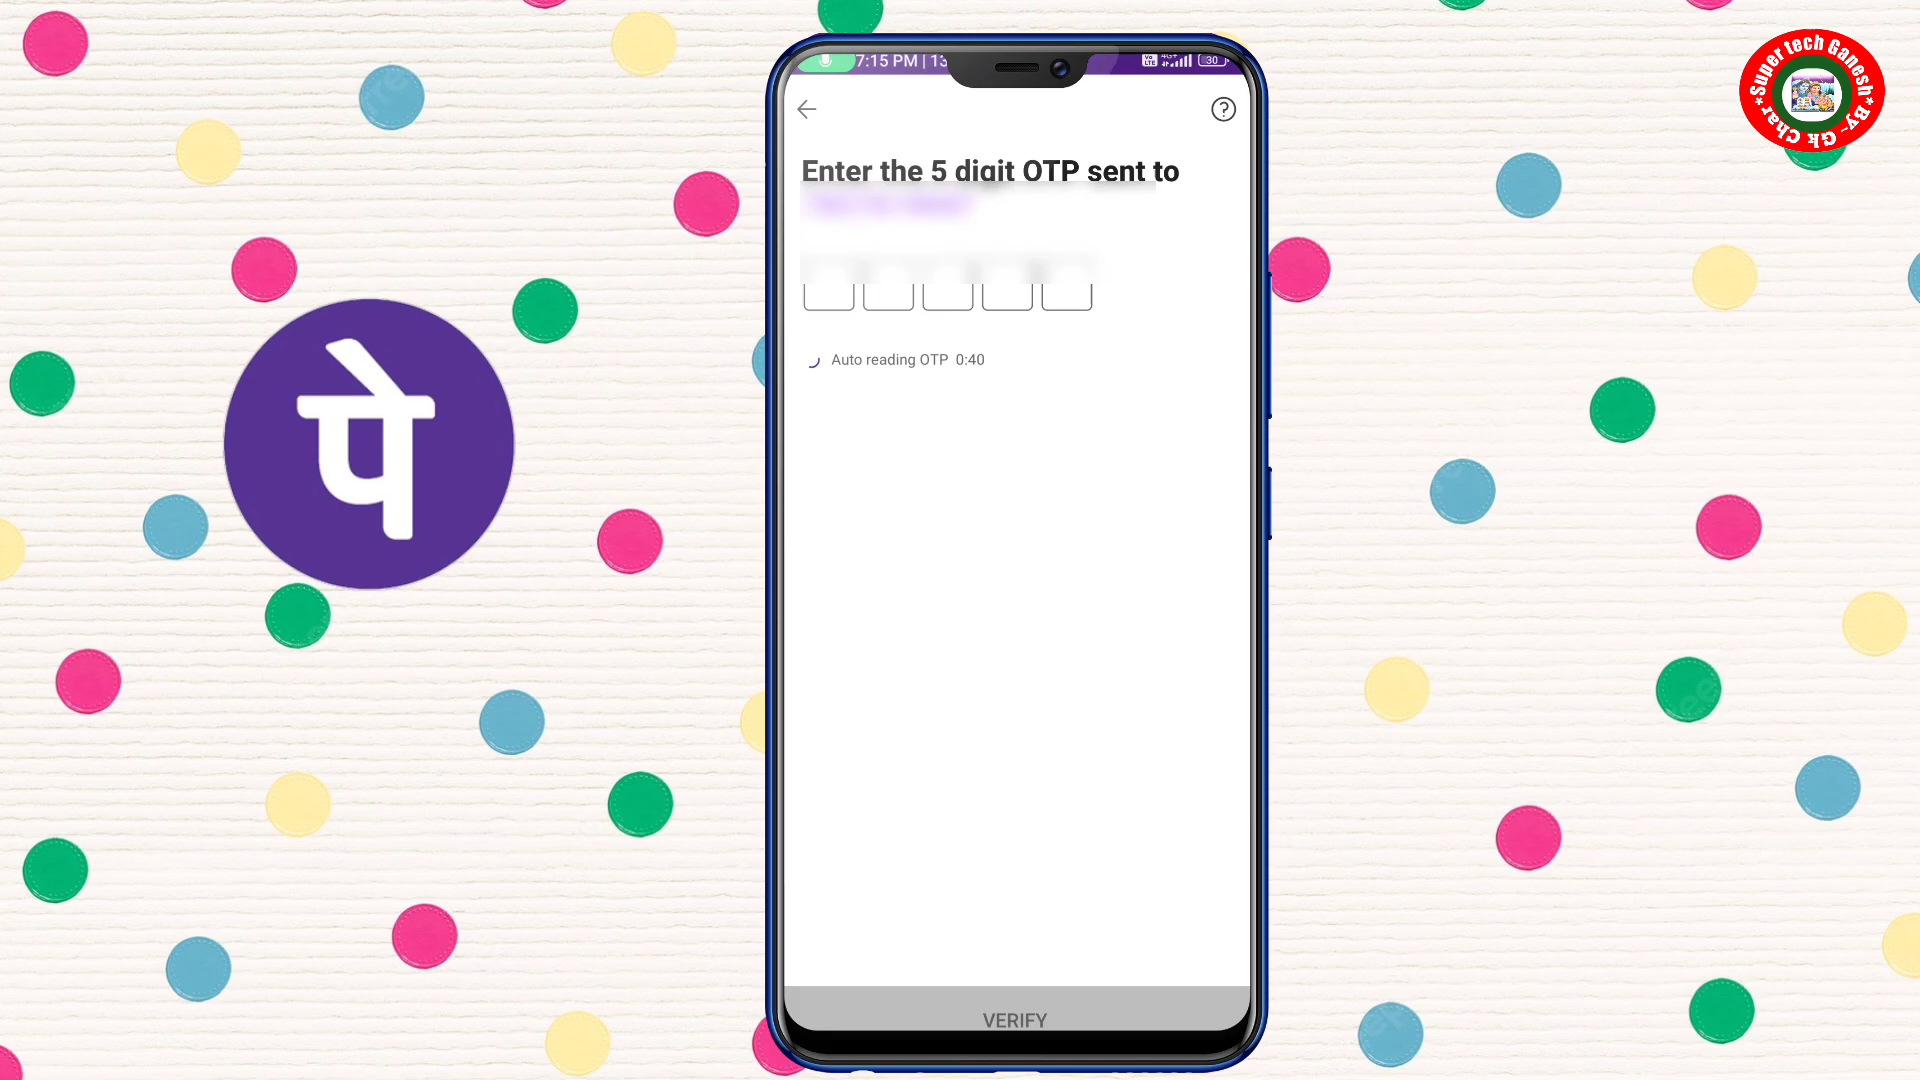 7:15 PM | 13
30
Enter the 5 digit OTP sent to
Auto reading OTP 0:40
VERIFY
पे
*Super tech Ganesh*
By~ Gk Char